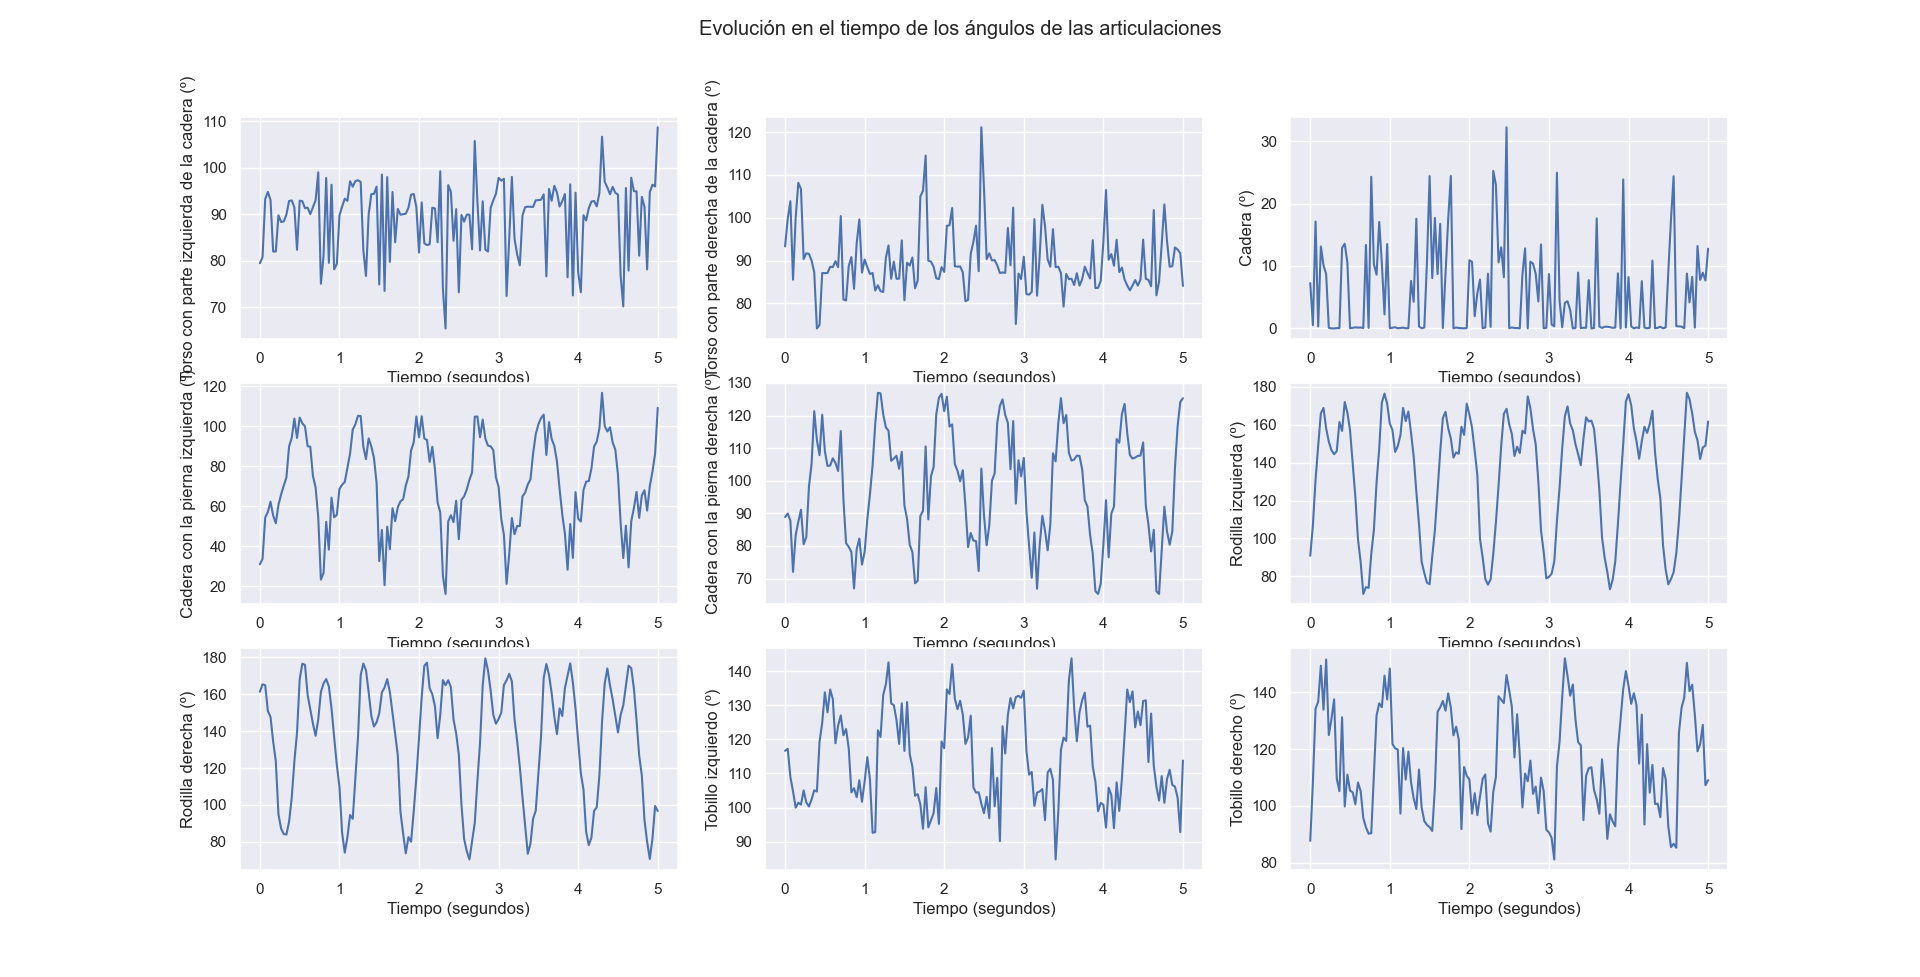 Evolución en el tiempo de los ángulos de las articulaciones
Torso con parte izquierda de la cadera (º)
110
100
90
80
70
0 1 2 3 4 5
Tiempo (segundos)
Torso con parte derecha de la cadera (º)
120
110
100
90
80
0 1 2 3 4 5
Tiempo (segundos)
Cadera (º)
30
20
10
0
0 1 2 3 4 5
Cadera con la pierna izquierda (º)
120
100
80
60
40
20
0 1 2 3 4 5
Tiempo (segundos)
Cadera con la pierna derecha (º)
130
120
110
100
90
80
70
0 1 2 3 4 5
Tiempo (segundos)
Rodilla izquierda (º)
180
160
140
120
100
80
0 1 2 3 4 5
Rodilla derecha (º)
180
160
140
120
100
80
0 1 2 3 4 5
Tiempo (segundos)
Tobillo izquierdo (º)
140
130
120
110
100
90
0 1 2 3 4 5
Tiempo (segundos)
Tobillo derecho (º)
140
120
100
80
0 1 2 3 4 5
Tiempo (segundos)